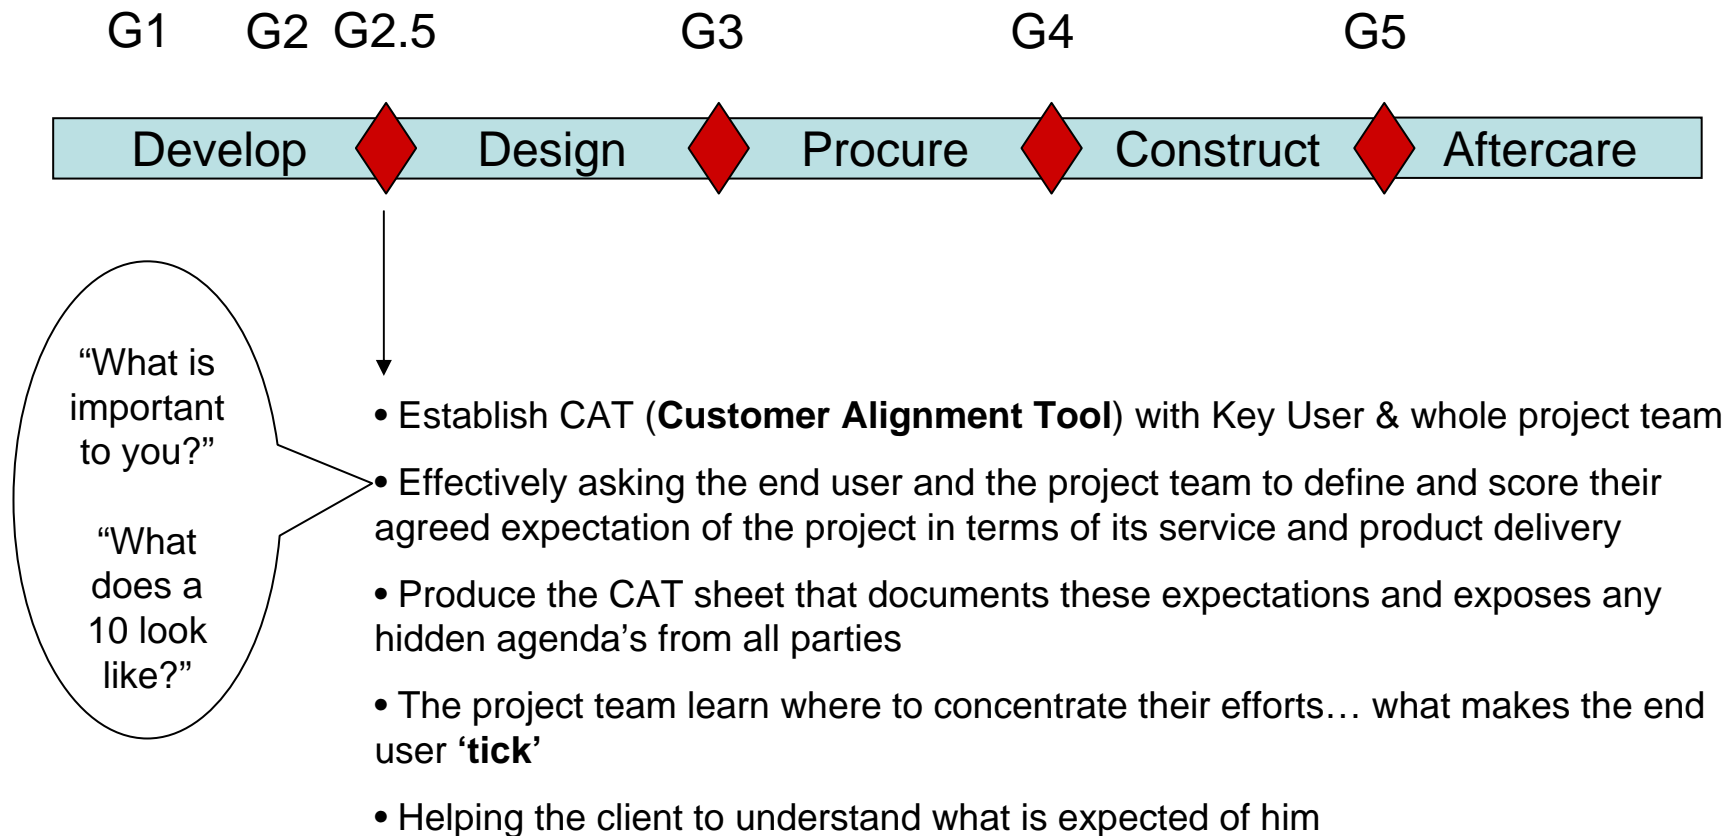 G1 G2 G2.5 G3 G4 G5
Develop Design Procure Construct Aftercare
“What is
important
to you?”
“What
does a
10 look
like?”
• Establish CAT (Customer Alignment Tool) with Key User & whole project team
• Effectively asking the end user and the project team to define and score their
agreed expectation of the project in terms of its service and product delivery
• Produce the CAT sheet that documents these expectations and exposes any
hidden agenda’s from all parties
• The project team learn where to concentrate their efforts… what makes the end
user ‘tick’
• Helping the client to understand what is expected of him